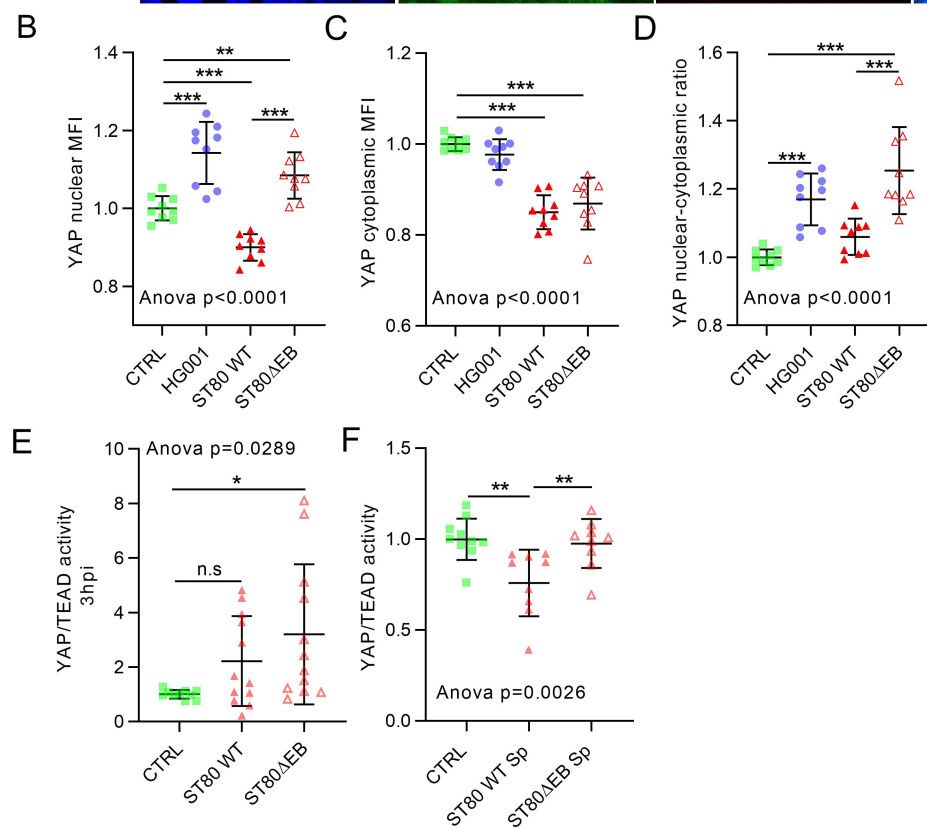 B
YAP nuclear MFI
1.4
1.2
1.0
0.8
**
***
***
***
Anova p<0.0001
CTRL
HG001
ST80 WT
ST80ΔEB
C
YAP cytoplasmic MFI
1.2
1.0
0.8
0.6
***
***
Anova p<0.0001
CTRL
HG001
ST80 WT
ST80ΔEB
D
YAP nuclear-cytoplasmic ratio
1.6
1.4
1.2
1.0
0.8
***
***
***
Anova p<0.0001
CTRL
HG001
ST80 WT
ST80ΔEB
E
YAP/TEAD activity
3hpi
10
8
6
4
2
0
Anova p=0.0289
*
n.s
CTRL
ST80 WT
ST80ΔEB
F
YAP/TEAD activity
1.5
1.0
0.5
0.0
**
**
Anova p=0.0026
CTRL
ST80 WT Sp
ST80ΔEB Sp